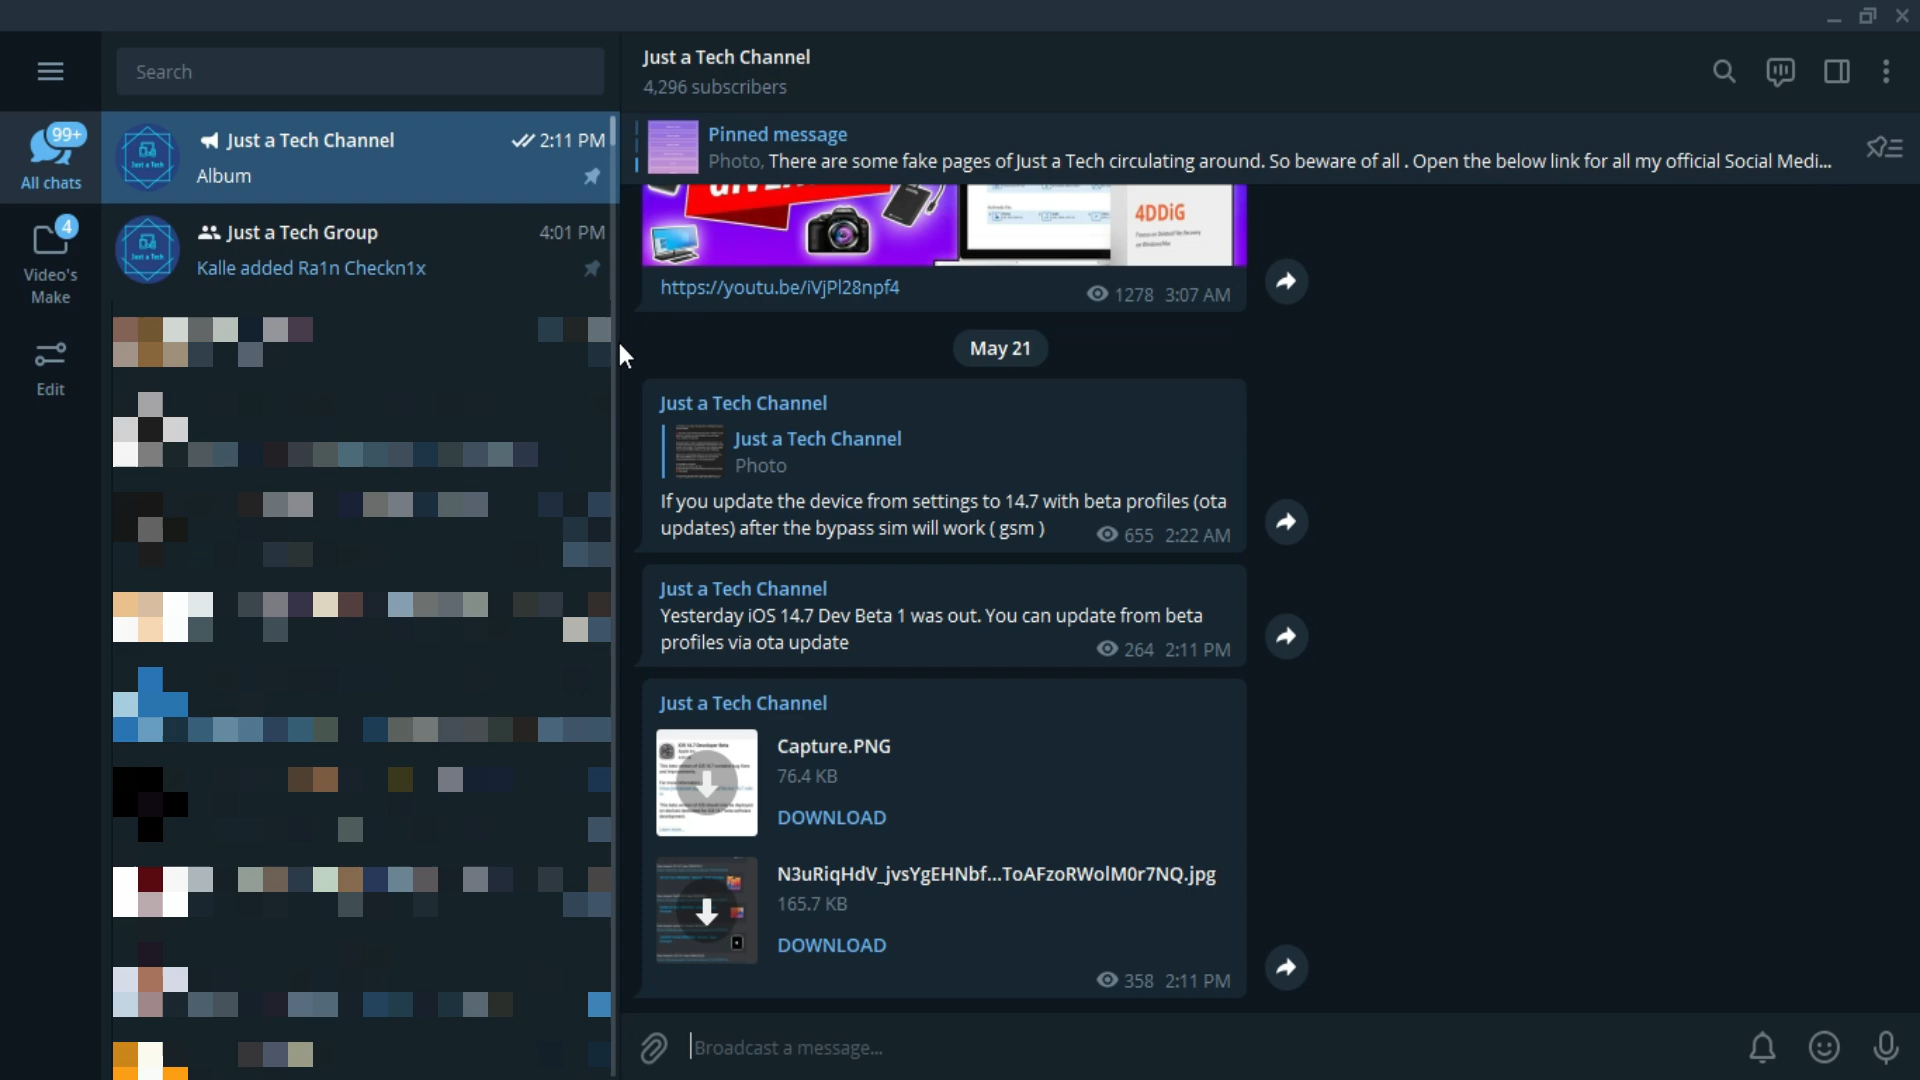 Search
99+
All chats
4
Video's
Make
Edit
Just a Tech Channel
2:11 PM
Album
Just a Tech Group
4:01 PM
Kalle added Ra1n Checkn1x
Just a Tech Channel
4,296 subscribers
Pinned message
Photo, There are some fake pages of Just a Tech circulating around. So beware of all . Open the below link for all my official Social Medi...
4DDiG
https://youtu.be/iVjPl28npf4
1278 3:07 AM
May 21
Just a Tech Channel
Just a Tech Channel
Photo
If you update the device from settings to 14.7 with beta profiles (ota
updates) after the bypass sim will work ( gsm )
655 2:22 AM
Just a Tech Channel
Yesterday iOS 14.7 Dev Beta 1 was out. You can update from beta
profiles via ota update
264 2:11 PM
Just a Tech Channel
Capture.PNG
76.4 KB
DOWNLOAD
N3uRiqHdV_jvsYgEHNbf...ToAFzoRWolM0r7NQ.jpg
165.7 KB
DOWNLOAD
358 2:11 PM
Broadcast a message...